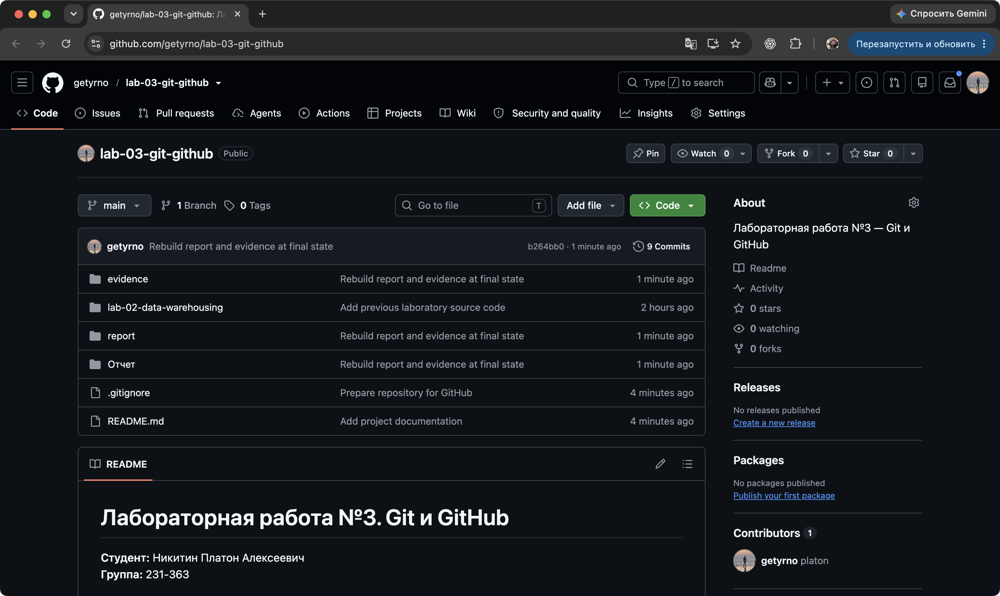 getyrno/lab-03-git-github: Ла
Спросить Gemini
github.com/getyrno/lab-03-git-github
Перезапустить и обновить
getyrno / lab-03-git-github
Type / to search
Code Issues Pull requests Agents Actions Projects Wiki Security and quality Insights Settings
lab-03-git-github Public
Pin Watch 0 Fork 0 Star 0
main 1 Branch 0 Tags
Go to file T Add file Code
getyrno Rebuild report and evidence at final state b264bb0 · 1 minute ago 9 Commits
evidence Rebuild report and evidence at final state 1 minute ago
lab-02-data-warehousing Add previous laboratory source code 2 hours ago
report Rebuild report and evidence at final state 1 minute ago
Отчет Rebuild report and evidence at final state 1 minute ago
.gitignore Prepare repository for GitHub 4 minutes ago
README.md Add project documentation 4 minutes ago
README
Лабораторная работа №3. Git и GitHub
Студент: Никитин Платон Алексеевич
Группа: 231-363
About
Лабораторная работа №3 — Git и
GitHub
Readme
Activity
0 stars
0 watching
0 forks
Releases
No releases published
Create a new release
Packages
No packages published
Publish your first package
Contributors 1
getyrno platon